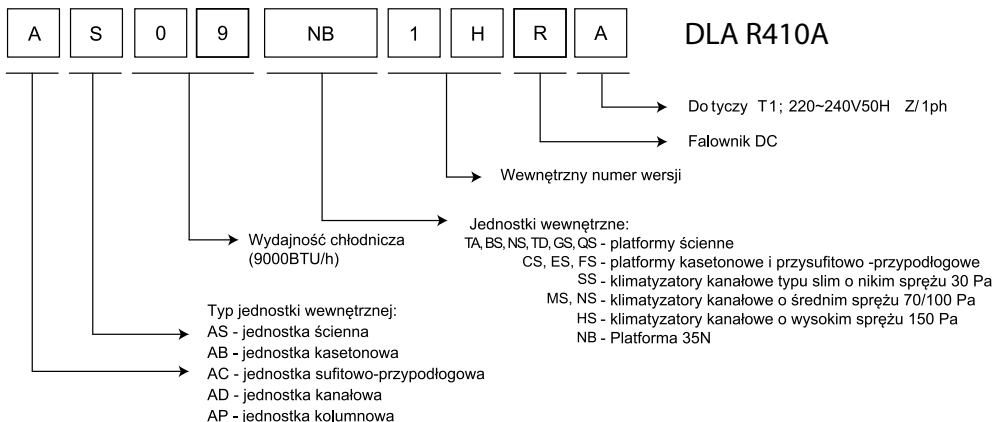 A S 0 9 NB 1 H R A DLA R410A
Do tyczy T1; 220~240V50H Z/1ph
Falownik DC
Wewnętrzny numer wersji
Jednostki wewnętrzne:
TA, BS, NS, TD, GS, QS - platformy ścienne
CS, ES, FS - platformy kasetonowe i przysufitowo -przypodłogowe
SS - klimatyzatory kanałowe typu slim o nikim sprężu 30 Pa
MS, NS - klimatyzatory kanałowe o średnim sprężu 70/100 Pa
HS - klimatyzatory kanałowe o wysokim sprężu 150 Pa
NB - Platforma 35N
Wydajność chłodnicza
(9000BTU/h)
Typ jednostki wewnętrznej:
AS - jednostka ścienna
AB - jednostka kasetonowa
AC - jednostka sufitowo-przypodłogowa
AD - jednostka kanałowa
AP - jednostka kolumnowa